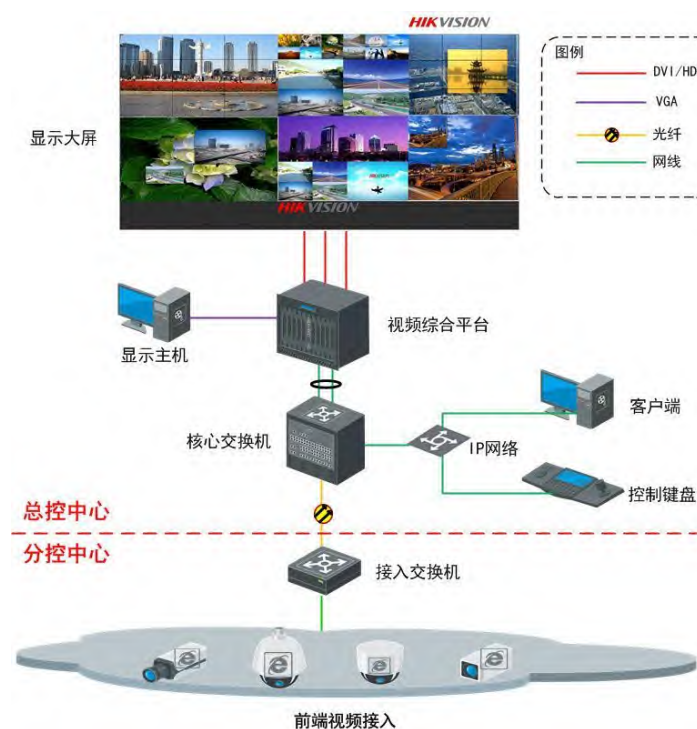 HIKVISION
图例
DVI/HD
VGA
光纤
网线
显示大屏
HIKVISION
视频综合平台
显示主机
客户端
核心交换机
IP网络
控制键盘
总控中心
分控中心
接入交换机
前端视频接入